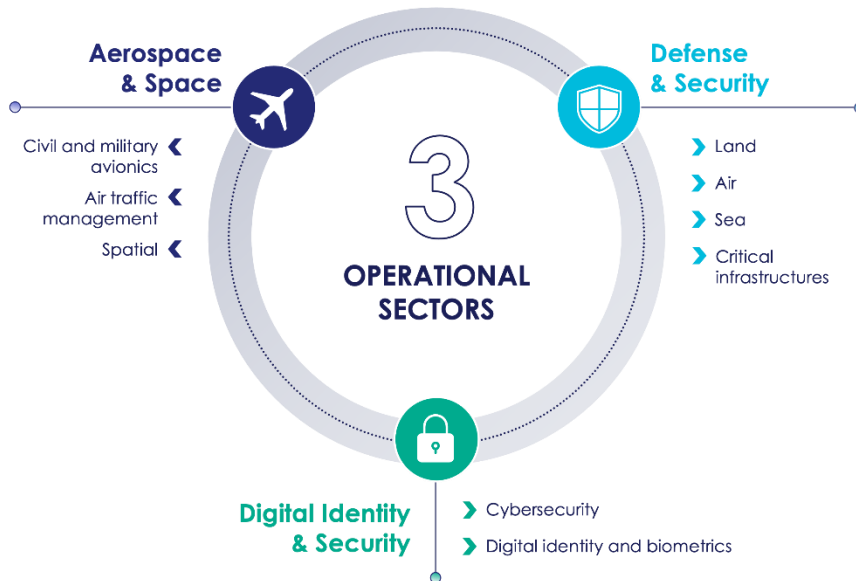 Aerospace
& Space
Civil and military
avionics
Air traffic
management
Spatial
Defense
& Security
Land
Air
Sea
Critical
infrastructures
3
OPERATIONAL
SECTORS
Digital Identity
& Security
Cybersecurity
Digital identity and biometrics